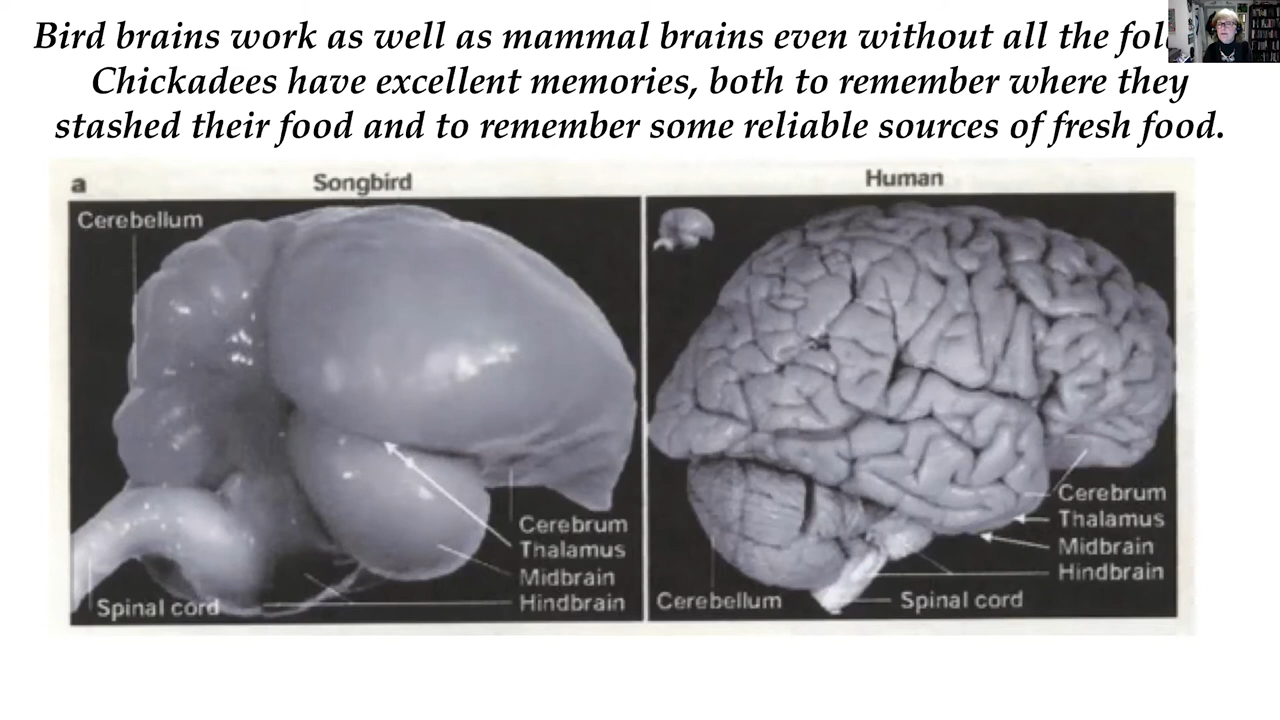 Bird brains work as well as mammal brains even without all the
Chickadees have excellent memories, both to remember where they
stashed their food and to remember some reliable sources of fresh food.
a
Songbird
Human
Cerebellum
Cerebrum
Thalamus
Midbrain
Hindbrain
Spinal cord
Cerebrum
Thalamus
Midbrain
Hindbrain
Cerebellum
Spinal cord